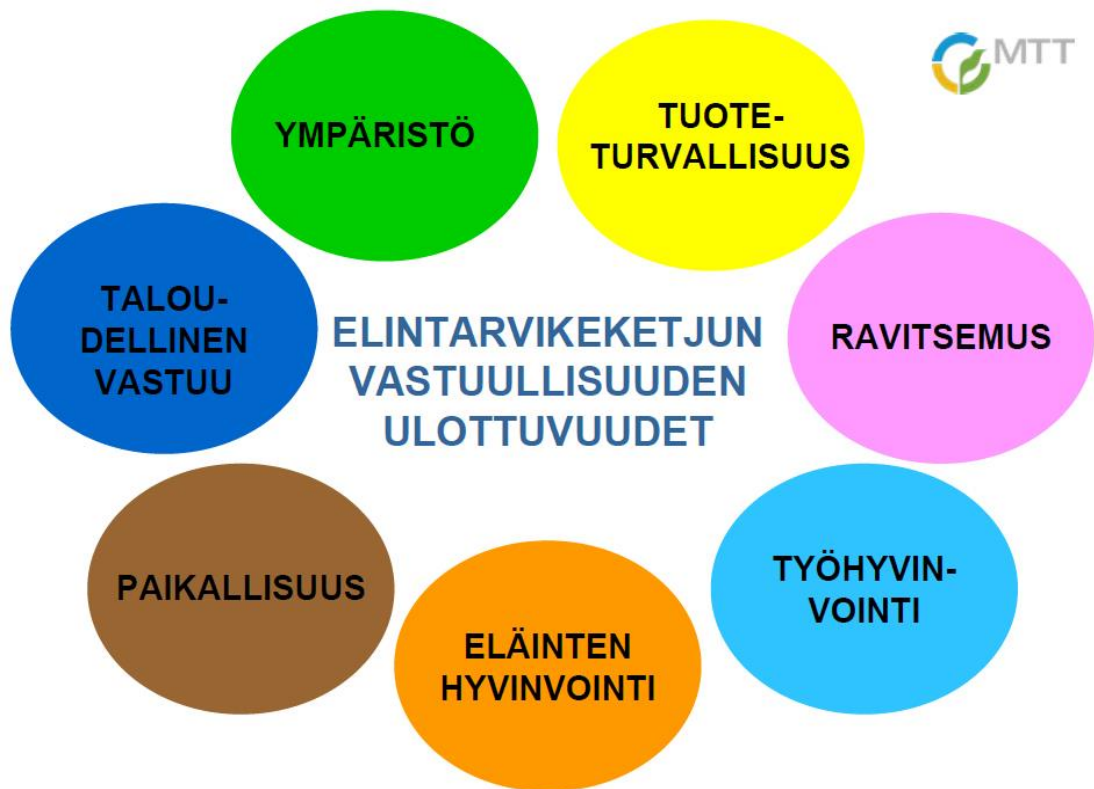 MTT
YMPÄRISTÖ
TUOTE-
TURVALLISUUS
TALOU-
DELLINEN
VASTUU
ELINTARVIKEKETJUN
VASTUULLISUUDEN
ULOTTUVUUDET
RAVITSEMUS
PAIKALLISUUS
ELÄINTEN
HYVINVOINTI
TYÖHYVIN-
VOINTI